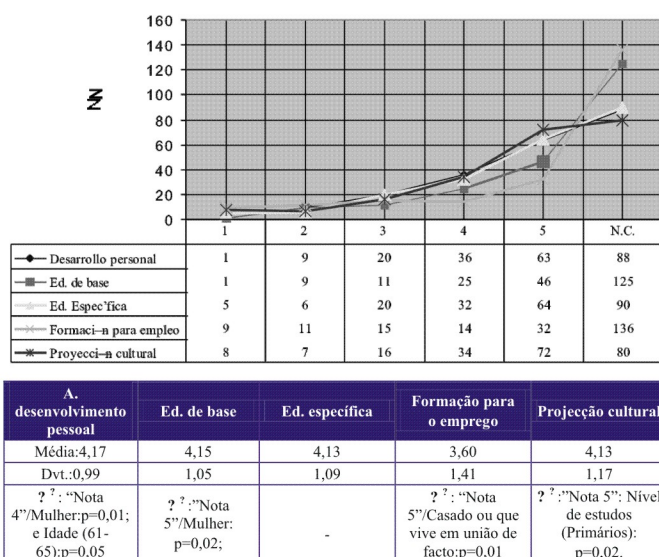 160
140
120
100
80
60
40
20
0
1 2 3 4 5 N.C.
Desarrollo personal 1 9 20 36 63 88
Ed. de base 1 9 11 25 46 125
Ed. Espec’fica 5 6 20 32 64 90
Formaci–n para empleo 9 11 15 14 32 136
Proyecci–n cultural 8 7 16 34 72 80
A.
desenvolvimento
pessoal
Ed. de base
Ed. específica
Formação para
o emprego
Projecção cultural
Média:4,17 4,15 4,13 3,60 4,13
Dvt.:0,99 1,05 1,09 1,41 1,17
? ? : “Nota
4”/Mulher:p=0,01;
e Idade (61-
65):p=0,05
? ? :”Nota
5”/Mulher:
p=0,02;
-
? ? : “Nota
5”/Casado ou que
vive em união de
facto:p=0,01
? ? :”Nota 5”: Nível
de estudos
(Primários):
p=0,02.